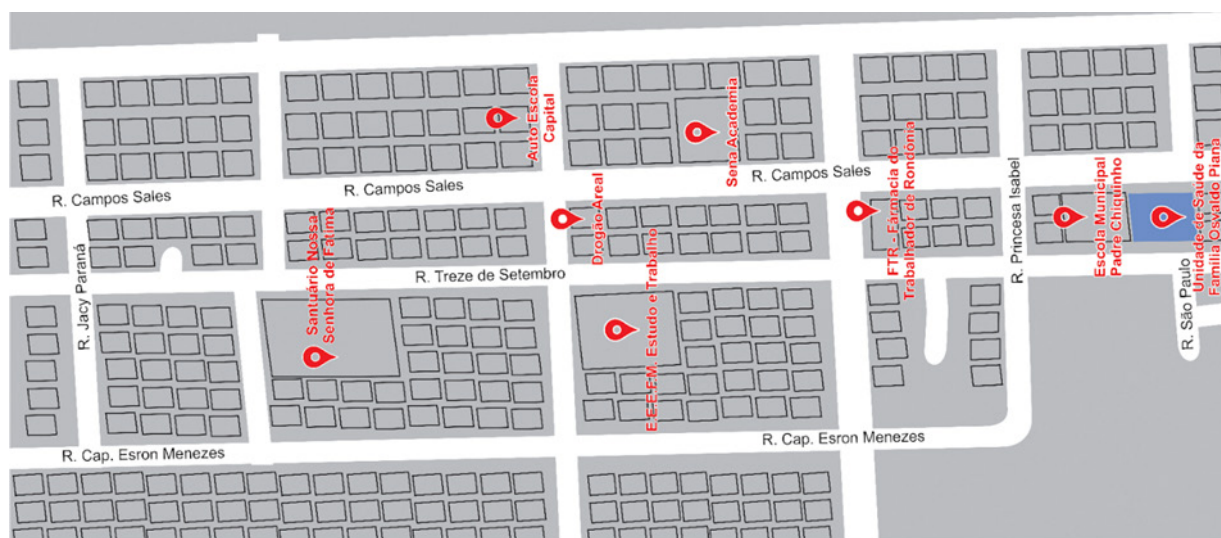 Auto Escola
Capital
Sena Academia
R. Campos Sales
R. Campos Sales
R. Campos Sales
Drogão Areal
FTR - Farmacia do
Trabalhador de Rondônia
R. Princesa Isabel
Escola Municipal
Padre Chiquinho
Unidade de Saúde da
Família Osvaldo Piana
R. Jacy Paraná
Santuário Nossa
Senhora de Fatima
R. Treze de Setembro
E.E.E.F.M. Estudo e Trabalho
R. São Paulo
R. Cap. Esron Menezes
R. Cap. Esron Menezes